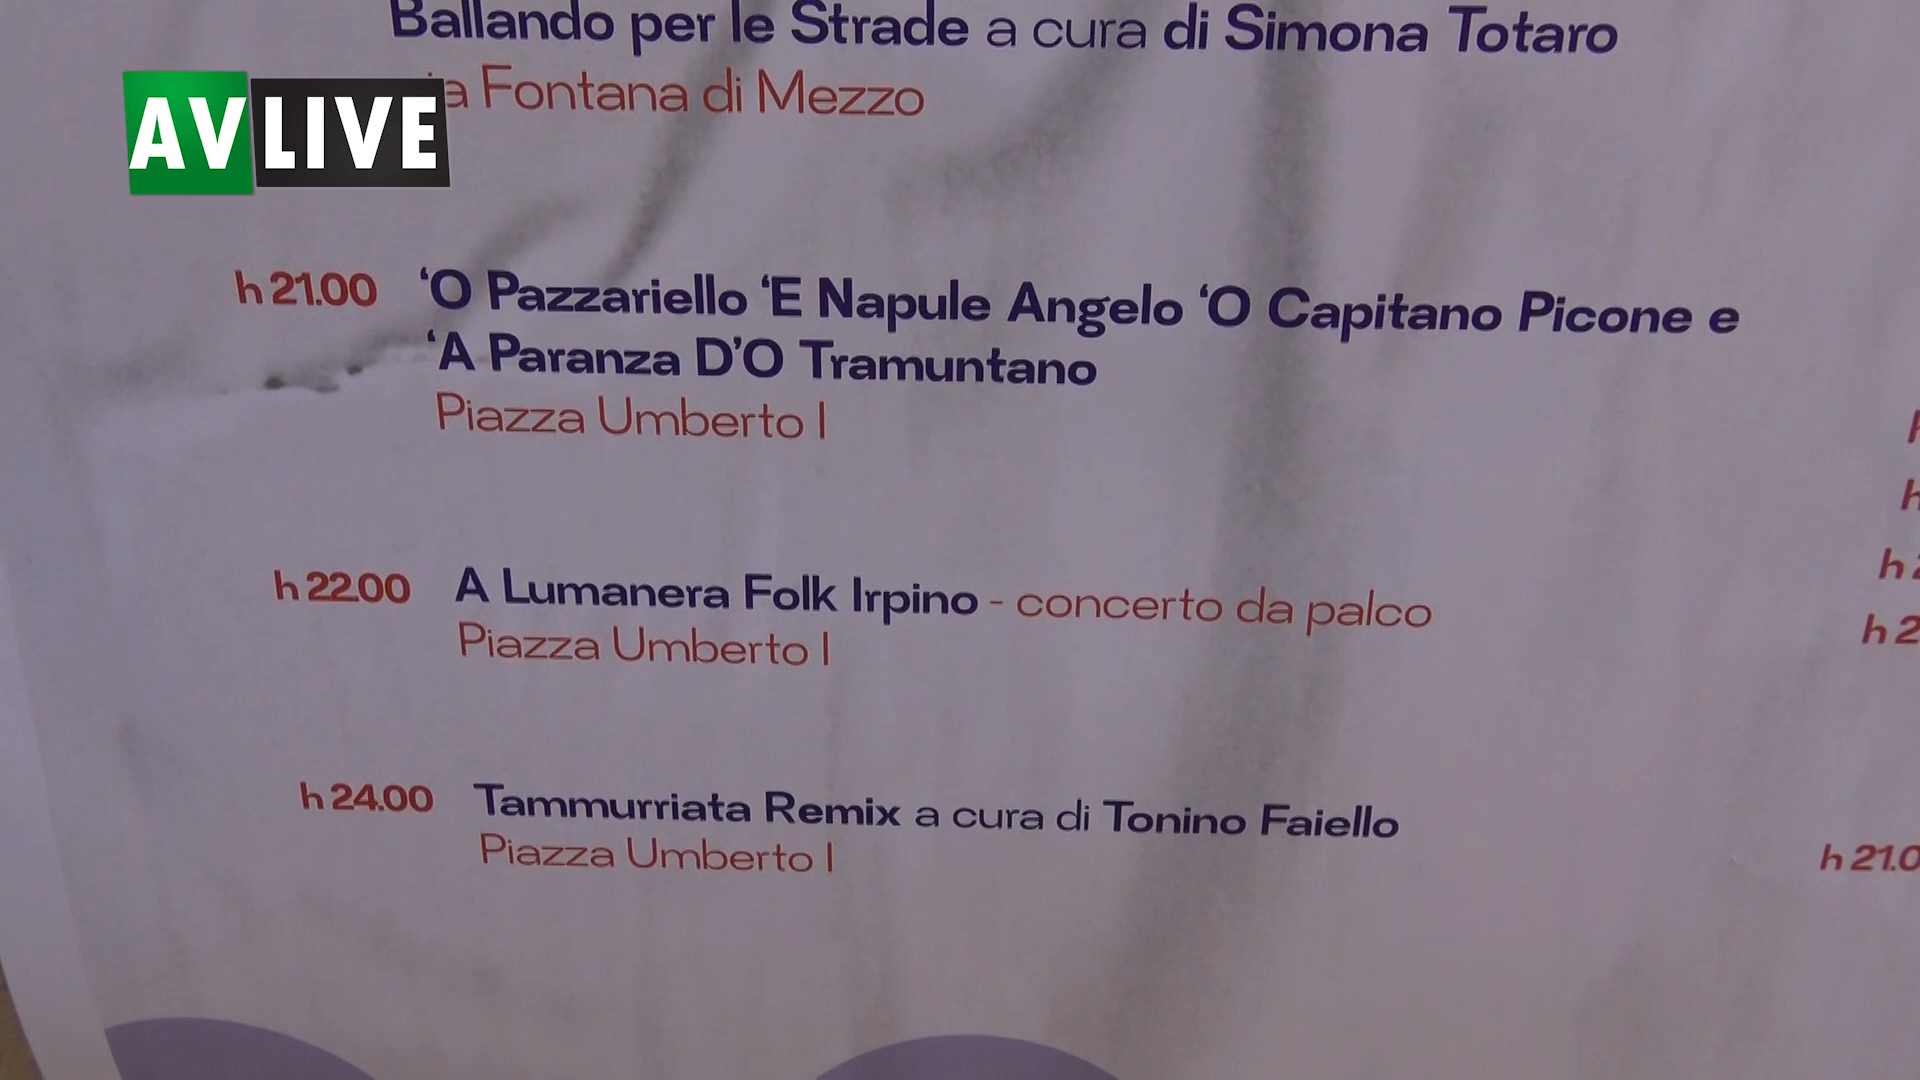 Ballando per le Strade a cura di Simona Totaro
Fontana di Mezzo
AVLIVE
h 21.00 ‘O Pazzariello ‘E Napule Angelo ‘O Capitano Picone e
‘A Paranza D’O Tramuntano
Piazza Umberto I
h 22.00 A Lumanera Folk Irpino - concerto da palco
Piazza Umberto I
h 24.00 Tammurriata Remix a cura di Tonino Faiello
Piazza Umberto I